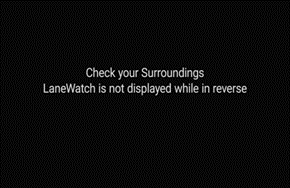 Check your Surroundings
LaneWatch is not displayed while in reverse